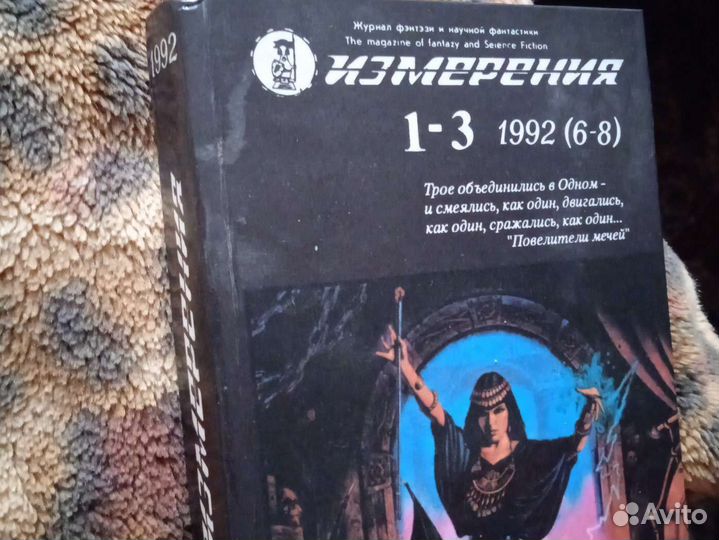 Журнал фэнтэзи и научной фантастики
The magazine of fantazy and Seience Fiction
ИЗМЕРЕНИЯ
1-3 1992 (6-8)
Трое объединились в Одном -
и смеялись, как один, двигались,
как один, сражались, как один...
"Повелители мечей"
1992
ИЗМЕРЕНИЯ
Avito